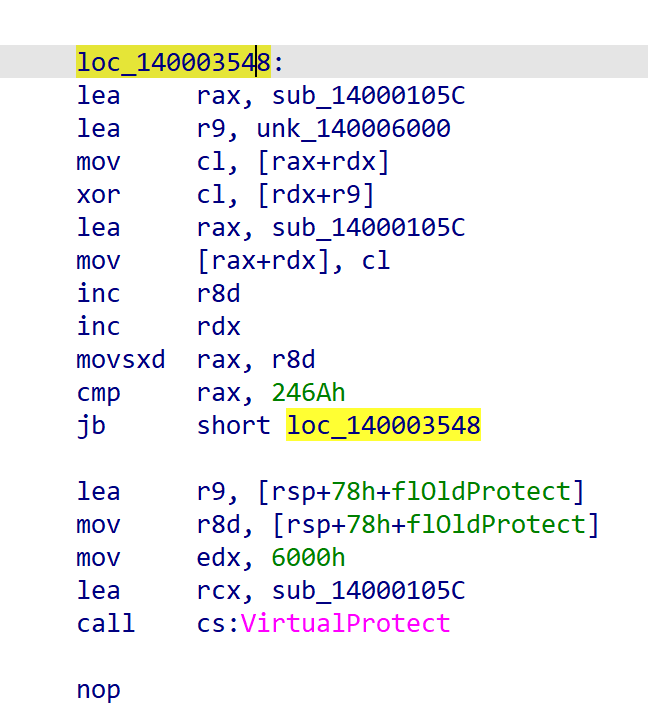 loc_140003548:
lea rax, sub_14000105C
lea r9, unk_140006000
mov cl, [rax+rdx]
xor cl, [rdx+r9]
lea rax, sub_14000105C
mov [rax+rdx], cl
inc r8d
inc rdx
movsxd rax, r8d
cmp rax, 246Ah
jb short loc_140003548
lea r9, [rsp+78h+flOldProtect]
mov r8d, [rsp+78h+flOldProtect]
mov edx, 6000h
lea rcx, sub_14000105C
call cs:VirtualProtect
nop